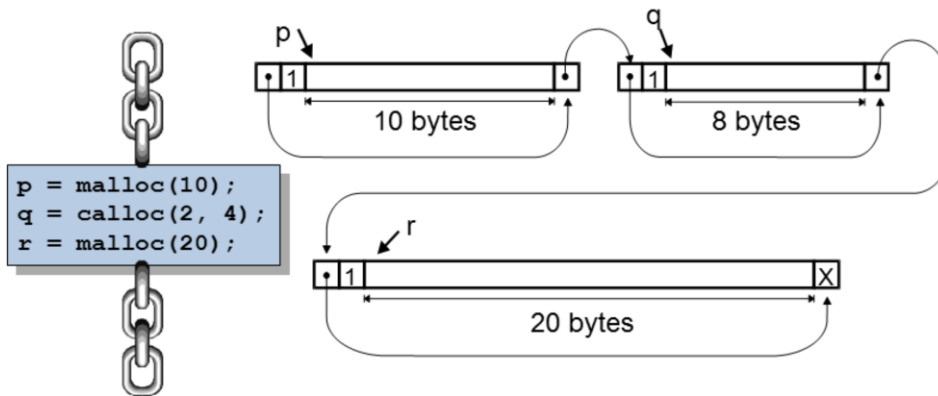 p
1
10 bytes
q
1
8 bytes
p = malloc(10);
q = calloc(2, 4);
r = malloc(20);
r
1
X
20 bytes